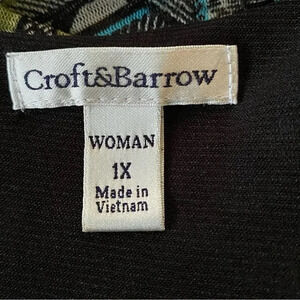 Croft&Barrow
WOMAN
1X
Made in
Vietnam